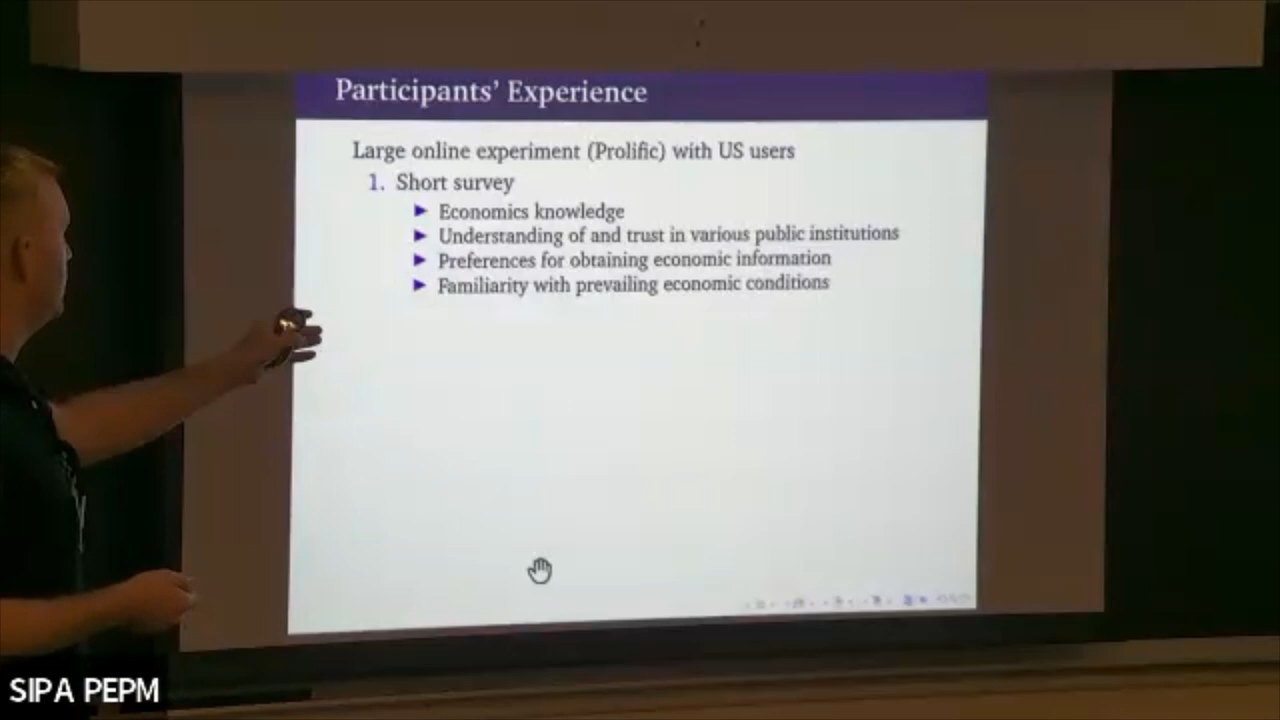 Participants' Experience
Large online experiment (Prolific) with US users
1. Short survey
Economics knowledge
Understanding of and trust in various public institutions
Preferences for obtaining economic information
Familiarity with prevailing economic conditions
SIPA PEPM